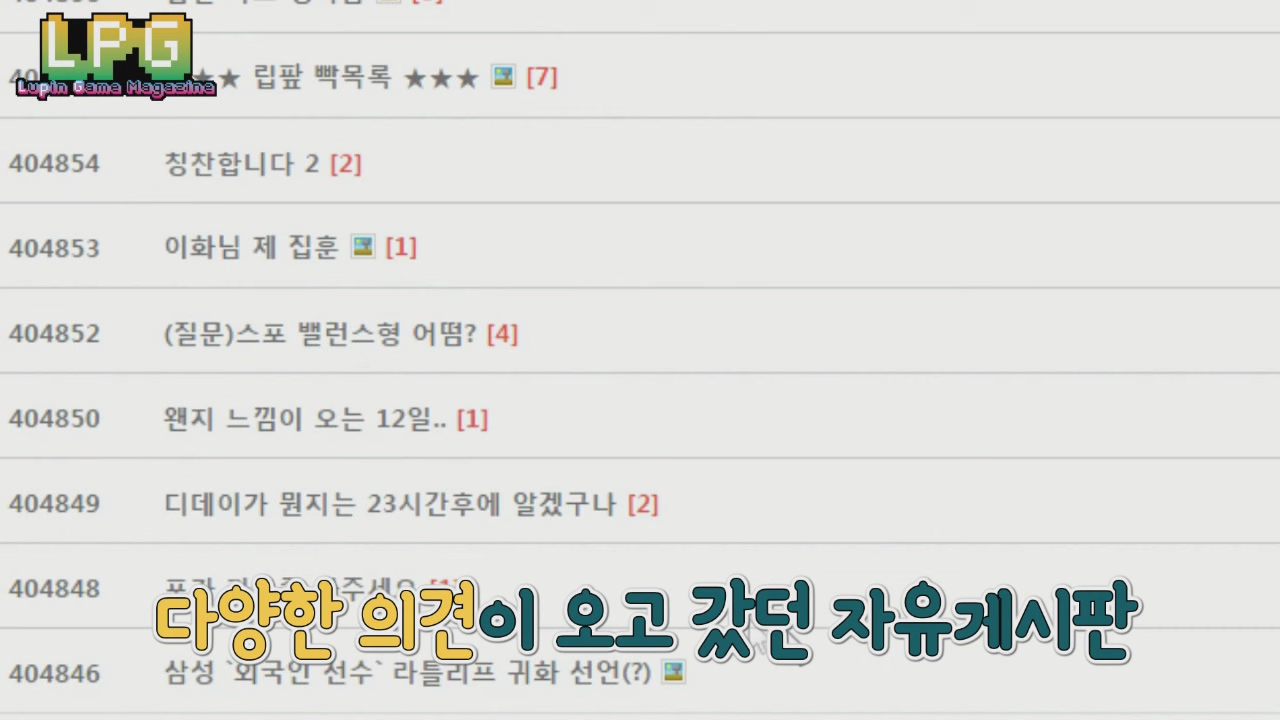 LPG
Lupin Game Magazine
★ 립팦 빡목록 ★★★ [7]
404854 칭찬합니다 2 [2]
404853 이화님 제 집훈 [1]
404852 (질문)스포 밸런스형 어떰? [4]
404850 왠지 느낌이 오는 12일.. [1]
404849 디데이가 뭔지는 23시간후에 알겠구나 [2]
404848
다양한 의견이 오고 갔던 자유게시판
404846 삼성 `외국인 선수` 라틀리프 귀화 선언(?)